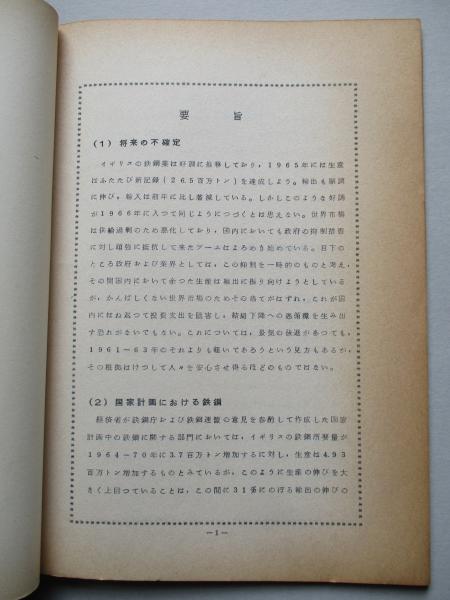 要旨
(1) 将来の不確定
イギリスの鉄鋼業は好調に推移しており,1965年には生産
はふたたび新記録(26.5百万トン)を達成しよう。輸出も順調
に伸び,輸入は前年に比し著減している。しかしこのような好調
が1966年に入つて同じようにつづくとは思えない。世界市場
は供給過剰のため悪化しており,国内においても政府の抑制措置
に対し頑強に抵抗して来たブームはよろめき始めている。目下の
ところ政府および業界としては,この抑制を一時的のものと考え,
その間国内において余つた生産は輸出に振り向けようとしている
が,かんばしくない世界市場のためその当てがはずれ,これが国
内にはね返つて投資支出を阻害し,結局下降への悪循環を生み出
す恐れがないでもない。これについては,景気の後退があつても,
1961-63年のそれよりも軽いであろうという見方もあるが,
その根拠はけつして人々を安心させ得るほどのものではない。
(2) 国家計画における鉄鋼
経済省が鉄鋼庁および鉄鋼連盟の意見を参酌して作成した国家
計画中の鉄鋼に関する部門においては,イギリスの鉄鋼所要量が
1964-70年に3.7百万トン増加するに対し,生産は4.93
百万トン増加するものとみているが,このように生産の伸びを大
きく上回つていることは,この間に31%にのぼる輸出の伸びの
-1-